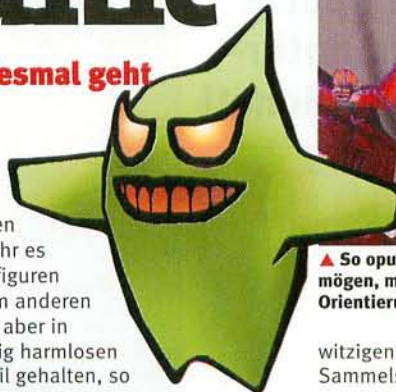 esmal geht
en
hr es
figuren
m anderen
aber in
ig harmlosen
il gehalten, so
▲ So opu
mögen, m
Orientieru
witzigen
Sammels